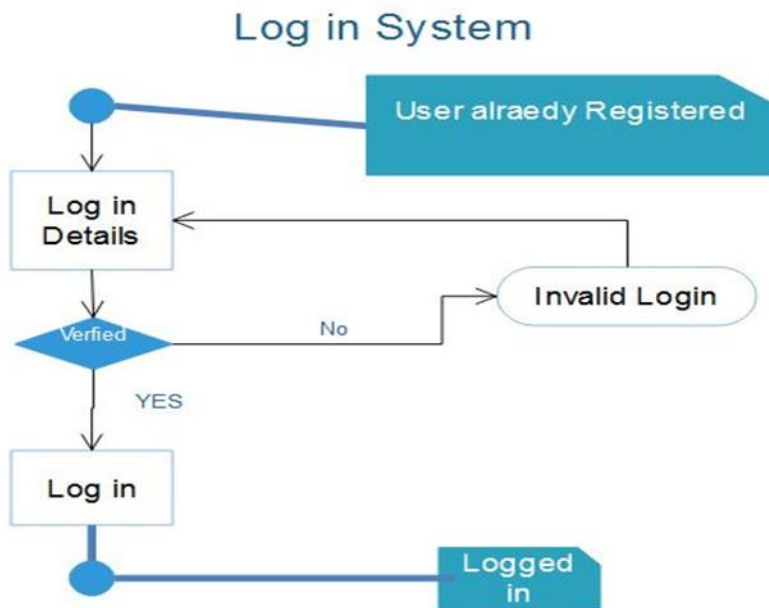 Log in System
User alraedy Registered
Log in
Details
Invalid Login
Verfied
No
YES
Log in
Logged
in